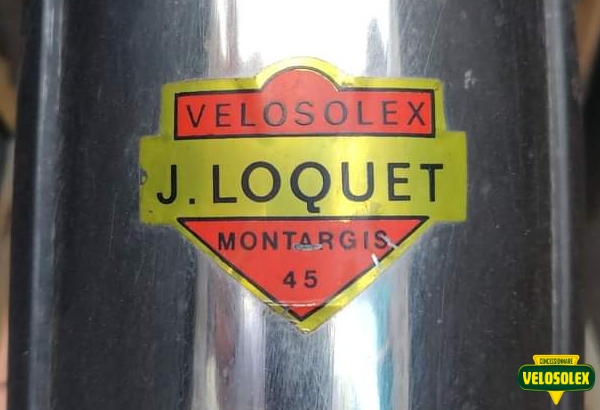 VELOSOLEX
J. LOQUET
MONTARGIS
45
CONCESSIONNAIRE
VELOSOLEX